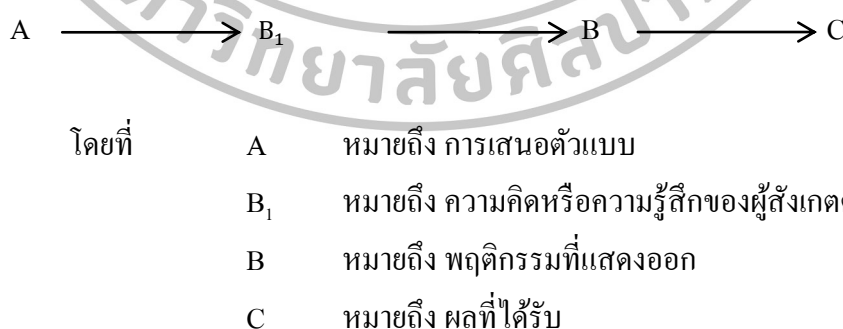 A ⟶ B₁ ⟶ B ⟶ C
โดยที่ A หมายถึง การเสนอตัวแบบ
B₁ หมายถึง ความคิดหรือความรู้สึกของผู้สังเกต
B หมายถึง พฤติกรรมที่แสดงออก
C หมายถึง ผลที่ได้รับ